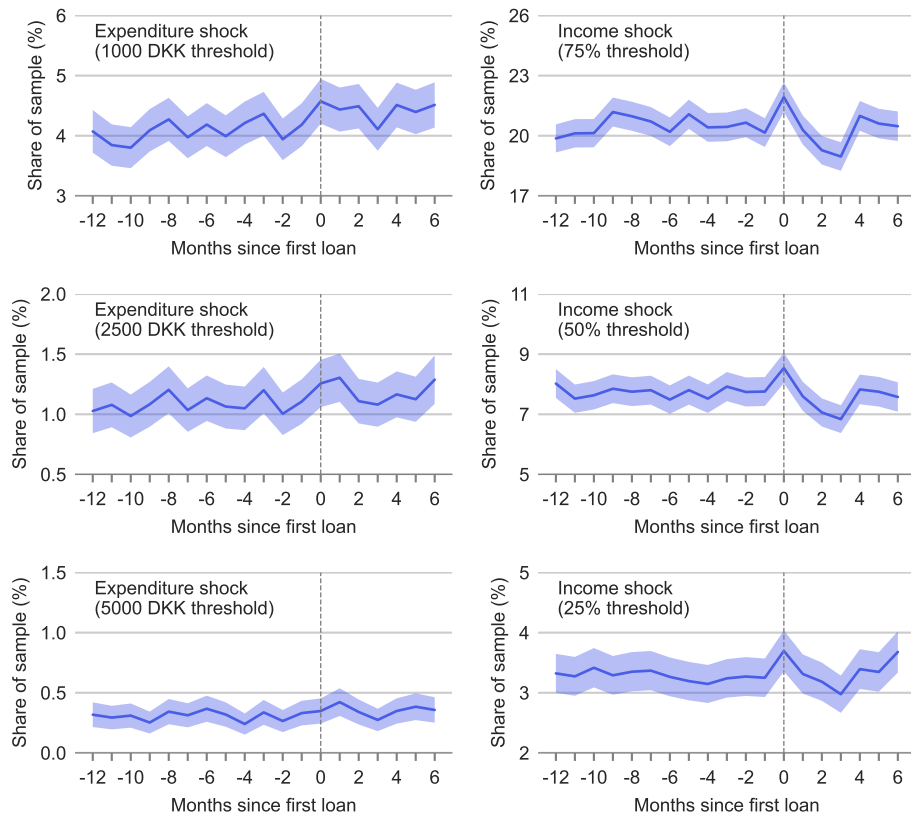 Expenditure shock
(1000 DKK threshold)
Share of sample (%)
6
5
4
3
-12 -10 -8 -6 -4 -2 0 2 4 6
Months since first loan
Income shock
(75% threshold)
Share of sample (%)
26
23
20
17
-12 -10 -8 -6 -4 -2 0 2 4 6
Months since first loan
Expenditure shock
(2500 DKK threshold)
Share of sample (%)
2.0
1.5
1.0
0.5
-12 -10 -8 -6 -4 -2 0 2 4 6
Months since first loan
Income shock
(50% threshold)
Share of sample (%)
11
9
7
5
-12 -10 -8 -6 -4 -2 0 2 4 6
Months since first loan
Expenditure shock
(5000 DKK threshold)
Share of sample (%)
1.5
1.0
0.5
0.0
-12 -10 -8 -6 -4 -2 0 2 4 6
Months since first loan
Income shock
(25% threshold)
Share of sample (%)
5
4
3
2
-12 -10 -8 -6 -4 -2 0 2 4 6
Months since first loan